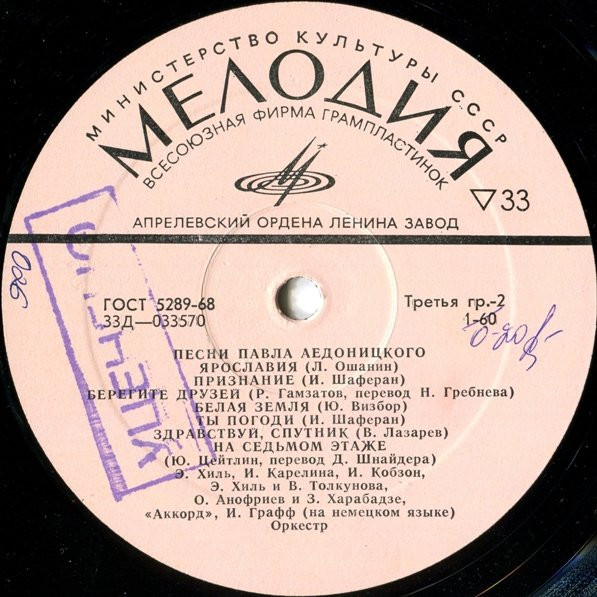 МИНИСТЕРСТВО КУЛЬТУРЫ СССР
МЕЛОДИЯ
ВСЕСОЮЗНАЯ ФИРМА ГРАМПЛАСТИНОК
▽33
АПРЕЛЕВСКИЙ ОРДЕНА ЛЕНИНА ЗАВОД
ГОСТ 5289-68
33Д—033570
Третья гр.-2
1-60
ПЕСНИ ПАВЛА АЕДОНИЦКОГО
ЯРОСЛАВИЯ (Л. Ошанин)
ПРИЗНАНИЕ (И. Шаферан)
БЕРЕГИТЕ ДРУЗЕЙ (Р. Гамзатов, перевод Н. Гребнева)
БЕЛАЯ ЗЕМЛЯ (Ю. Визбор)
ТЫ ПОГОДИ (И. Шаферан)
ЗДРАВСТВУЙ, СПУТНИК (В. Лазарев)
НА СЕДЬМОМ ЭТАЖЕ
(Ю. Цейтлин, перевод Д. Шнайдера)
Э. Хиль, И. Карелина, И. Кобзон,
Э. Хиль и В. Толкунова,
О. Анофриев и З. Харабадзе,
«Аккорд», И. Графф (на немецком языке)
Оркестр